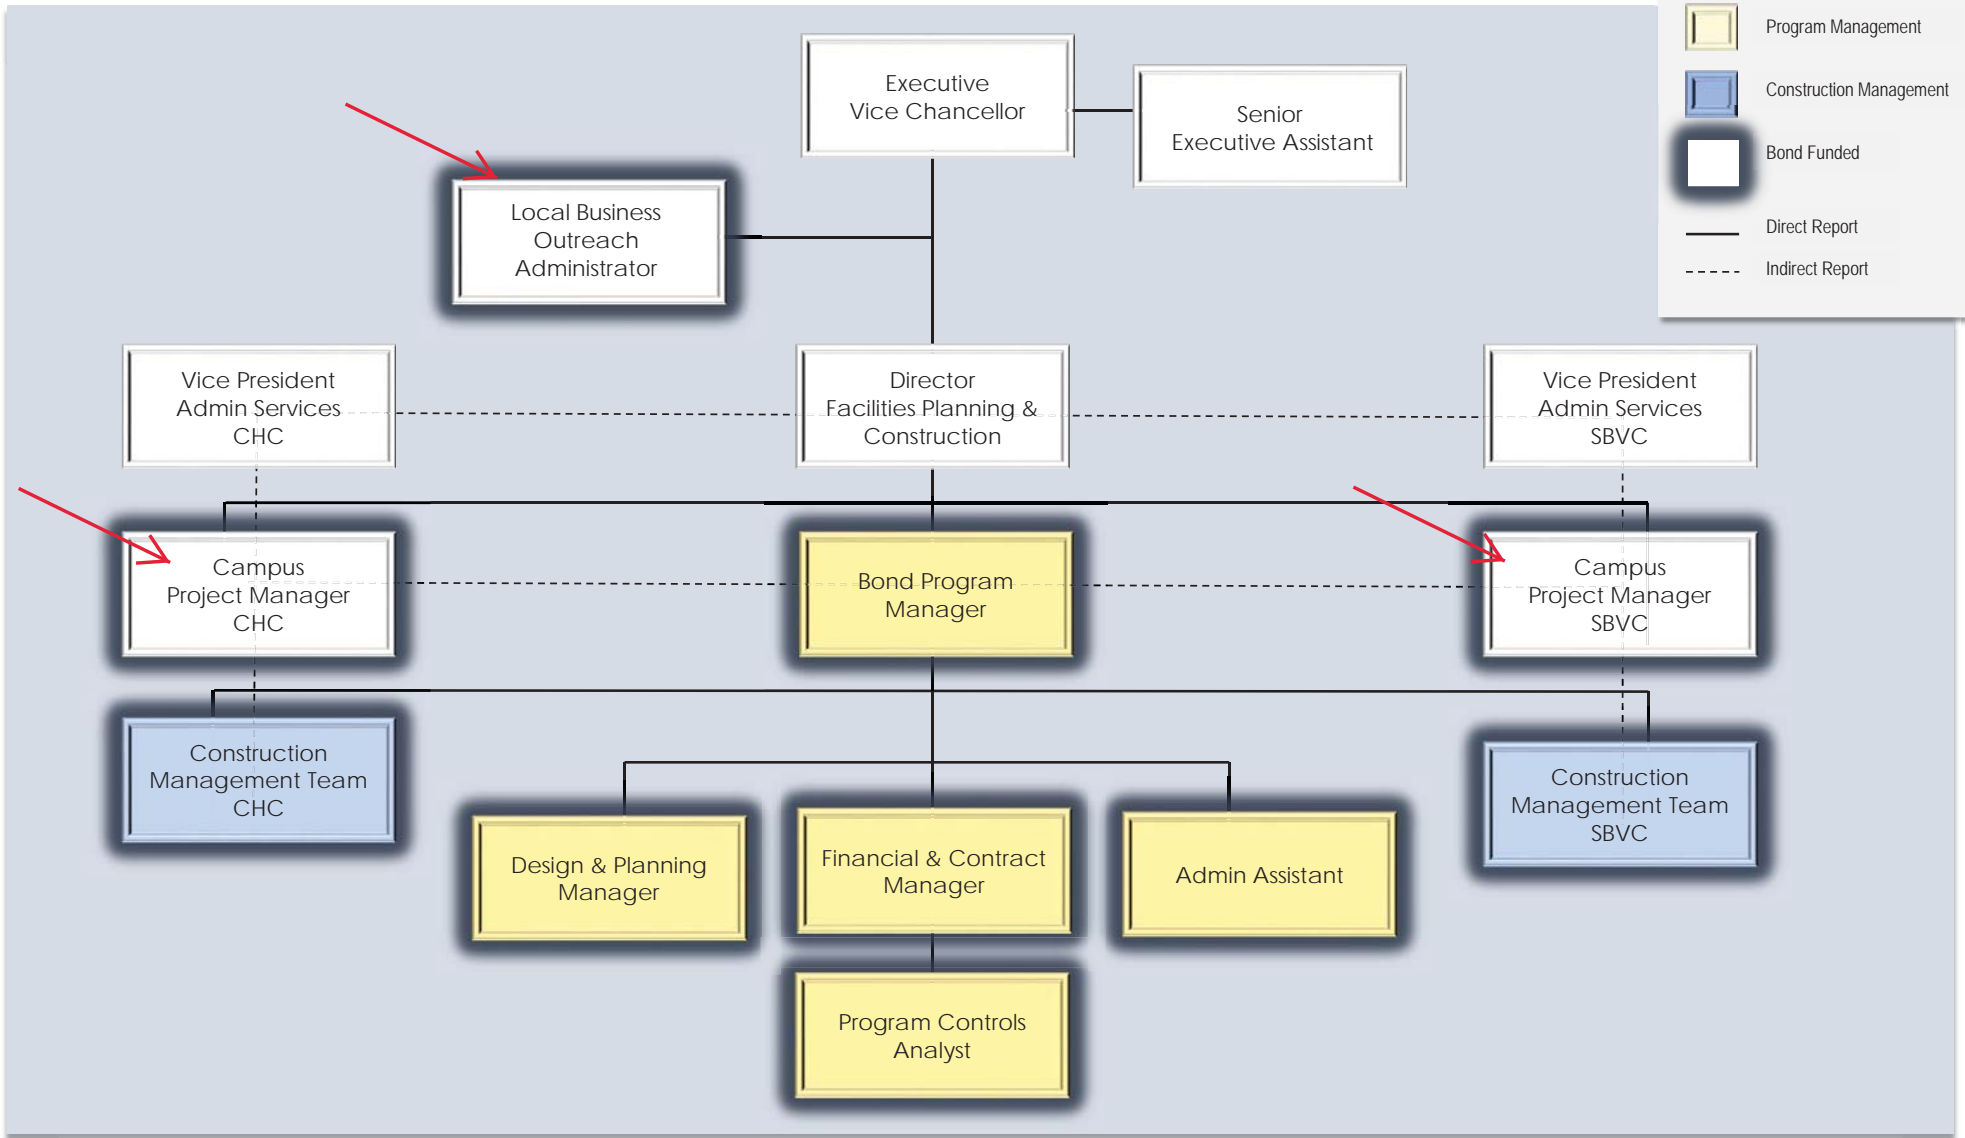 Program Management
Construction Management
Bond Funded
Direct Report
Indirect Report
Executive
Vice Chancellor
Senior
Executive Assistant
Local Business
Outreach
Administrator
Vice President
Admin Services
CHC
Director
Facilities Planning &
Construction
Vice President
Admin Services
SBVC
Campus
Project Manager
CHC
Bond Program
Manager
Campus
Project Manager
SBVC
Construction
Management Team
CHC
Design & Planning
Manager
Financial & Contract
Manager
Admin Assistant
Construction
Management Team
SBVC
Program Controls
Analyst